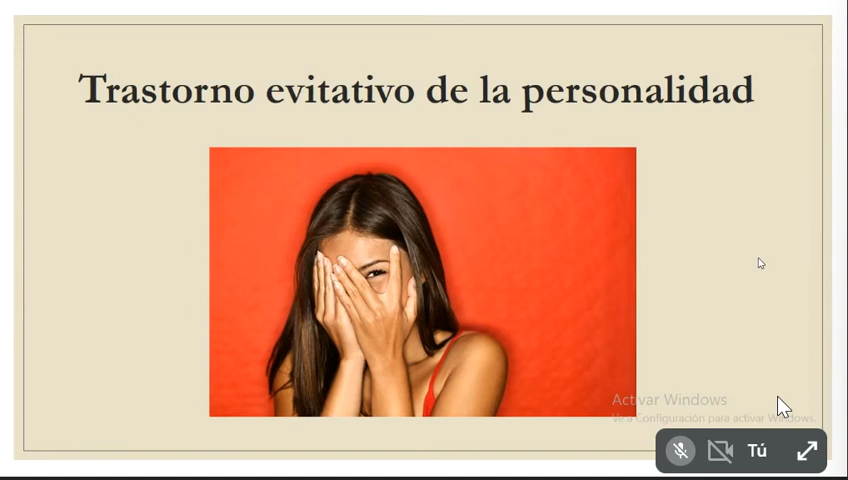 Trastorno evitativo de la personalidad
Activar Windows
Ve a Configuración para activar Windows.
Tú